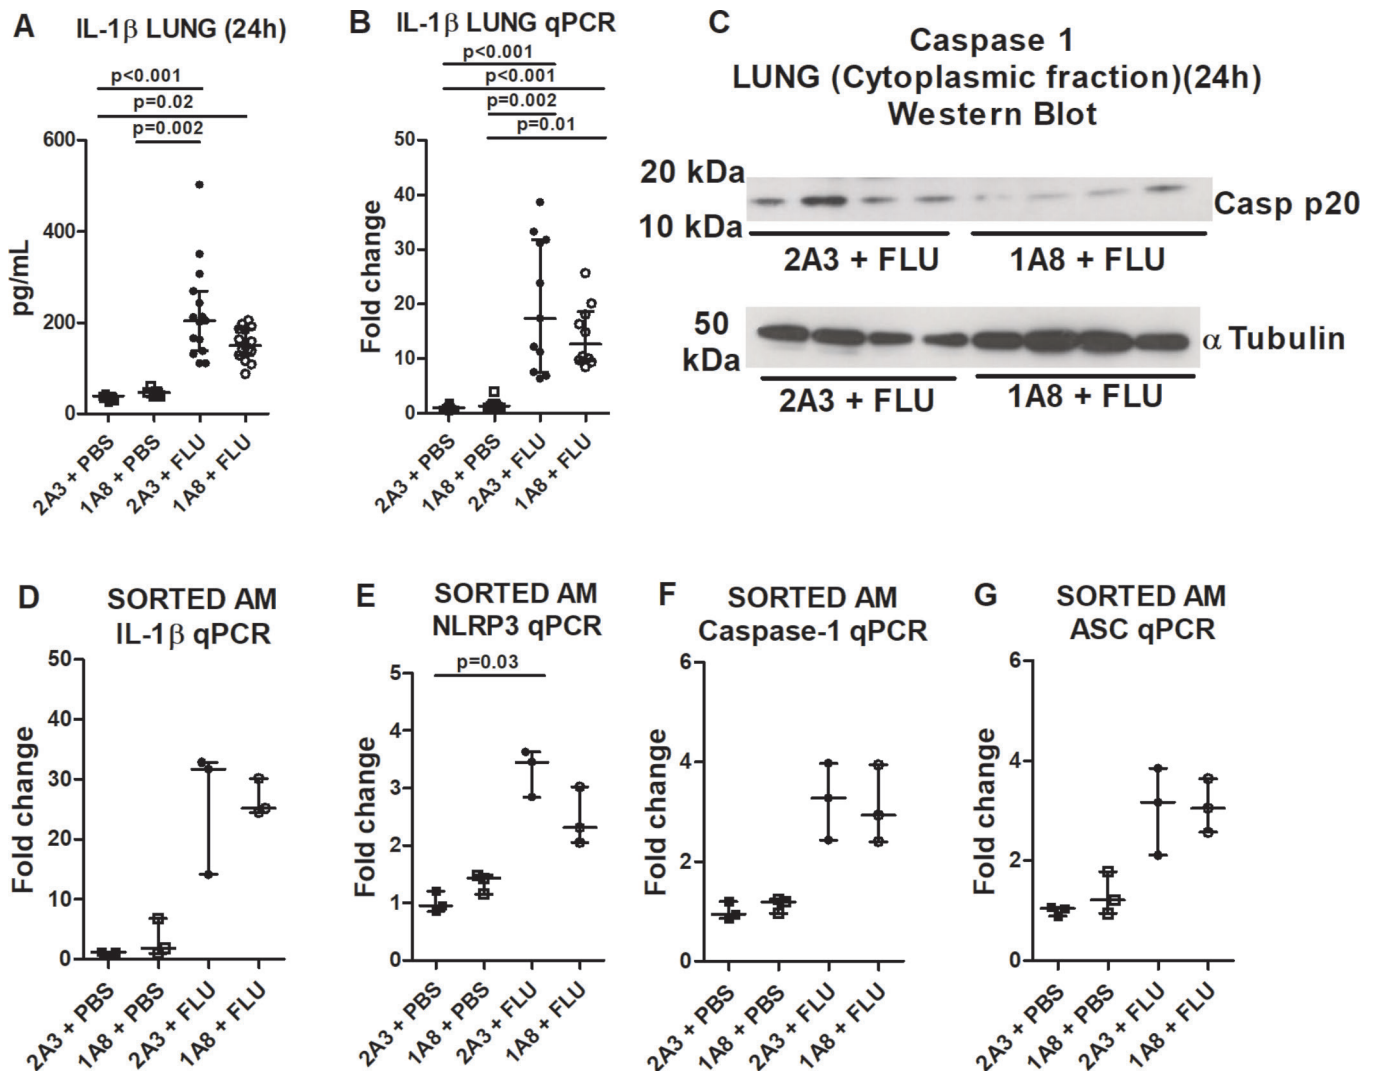 A
IL-1β LUNG (24h)
p<0.001
p=0.02
p=0.002
600
400
200
0
pg/mL
2A3 + PBS
1A8 + PBS
2A3 + FLU
1A8 + FLU
B
IL-1β LUNG qPCR
p<0.001
p<0.001
p=0.002
p=0.01
50
40
30
20
10
0
Fold change
2A3 + PBS
1A8 + PBS
2A3 + FLU
1A8 + FLU
C
Caspase 1
LUNG (Cytoplasmic fraction)(24h)
Western Blot
20 kDa
10 kDa
Casp p20
2A3 + FLU
1A8 + FLU
50
kDa
α Tubulin
2A3 + FLU
1A8 + FLU
D
SORTED AM
IL-1β qPCR
50
40
30
20
10
0
Fold change
2A3 + PBS
1A8 + PBS
2A3 + FLU
1A8 + FLU
E
SORTED AM
NLRP3 qPCR
p=0.03
5
4
3
2
1
0
Fold change
2A3 + PBS
1A8 + PBS
2A3 + FLU
1A8 + FLU
F
SORTED AM
Caspase-1 qPCR
6
4
2
0
Fold change
2A3 + PBS
1A8 + PBS
2A3 + FLU
1A8 + FLU
G
SORTED AM
ASC qPCR
6
4
2
0
Fold change
2A3 + PBS
1A8 + PBS
2A3 + FLU
1A8 + FLU